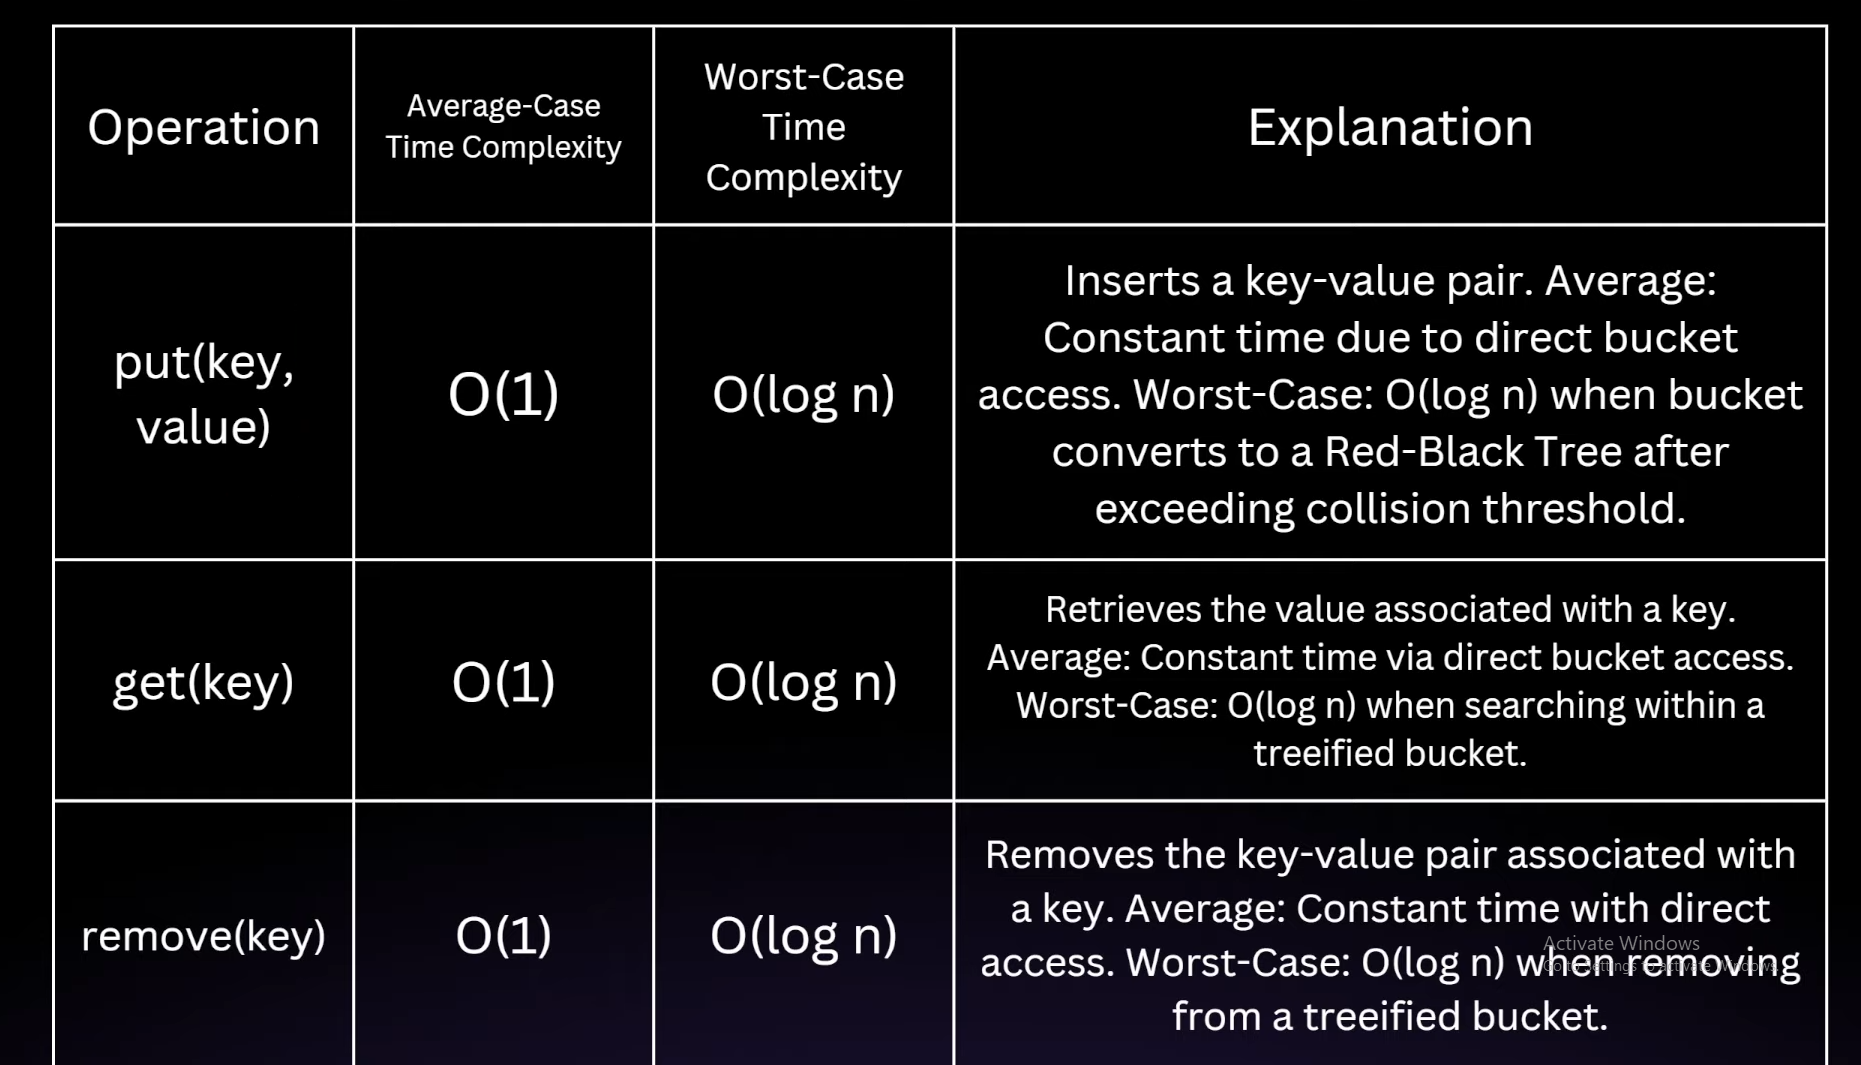 Operation
Average-Case
Time Complexity
Worst-Case
Time
Complexity
Explanation
put(key,
value)
O(1)
O(log n)
Inserts a key-value pair. Average:
Constant time due to direct bucket
access. Worst-Case: O(log n) when bucket
converts to a Red-Black Tree after
exceeding collision threshold.
get(key)
O(1)
O(log n)
Retrieves the value associated with a key.
Average: Constant time via direct bucket access.
Worst-Case: O(log n) when searching within a
treeified bucket.
remove(key)
O(1)
O(log n)
Removes the key-value pair associated with
a key. Average: Constant time with direct
access. Worst-Case: O(log n) when removing
from a treeified bucket.
Activate Windows
Go to Settings to activate Windows.